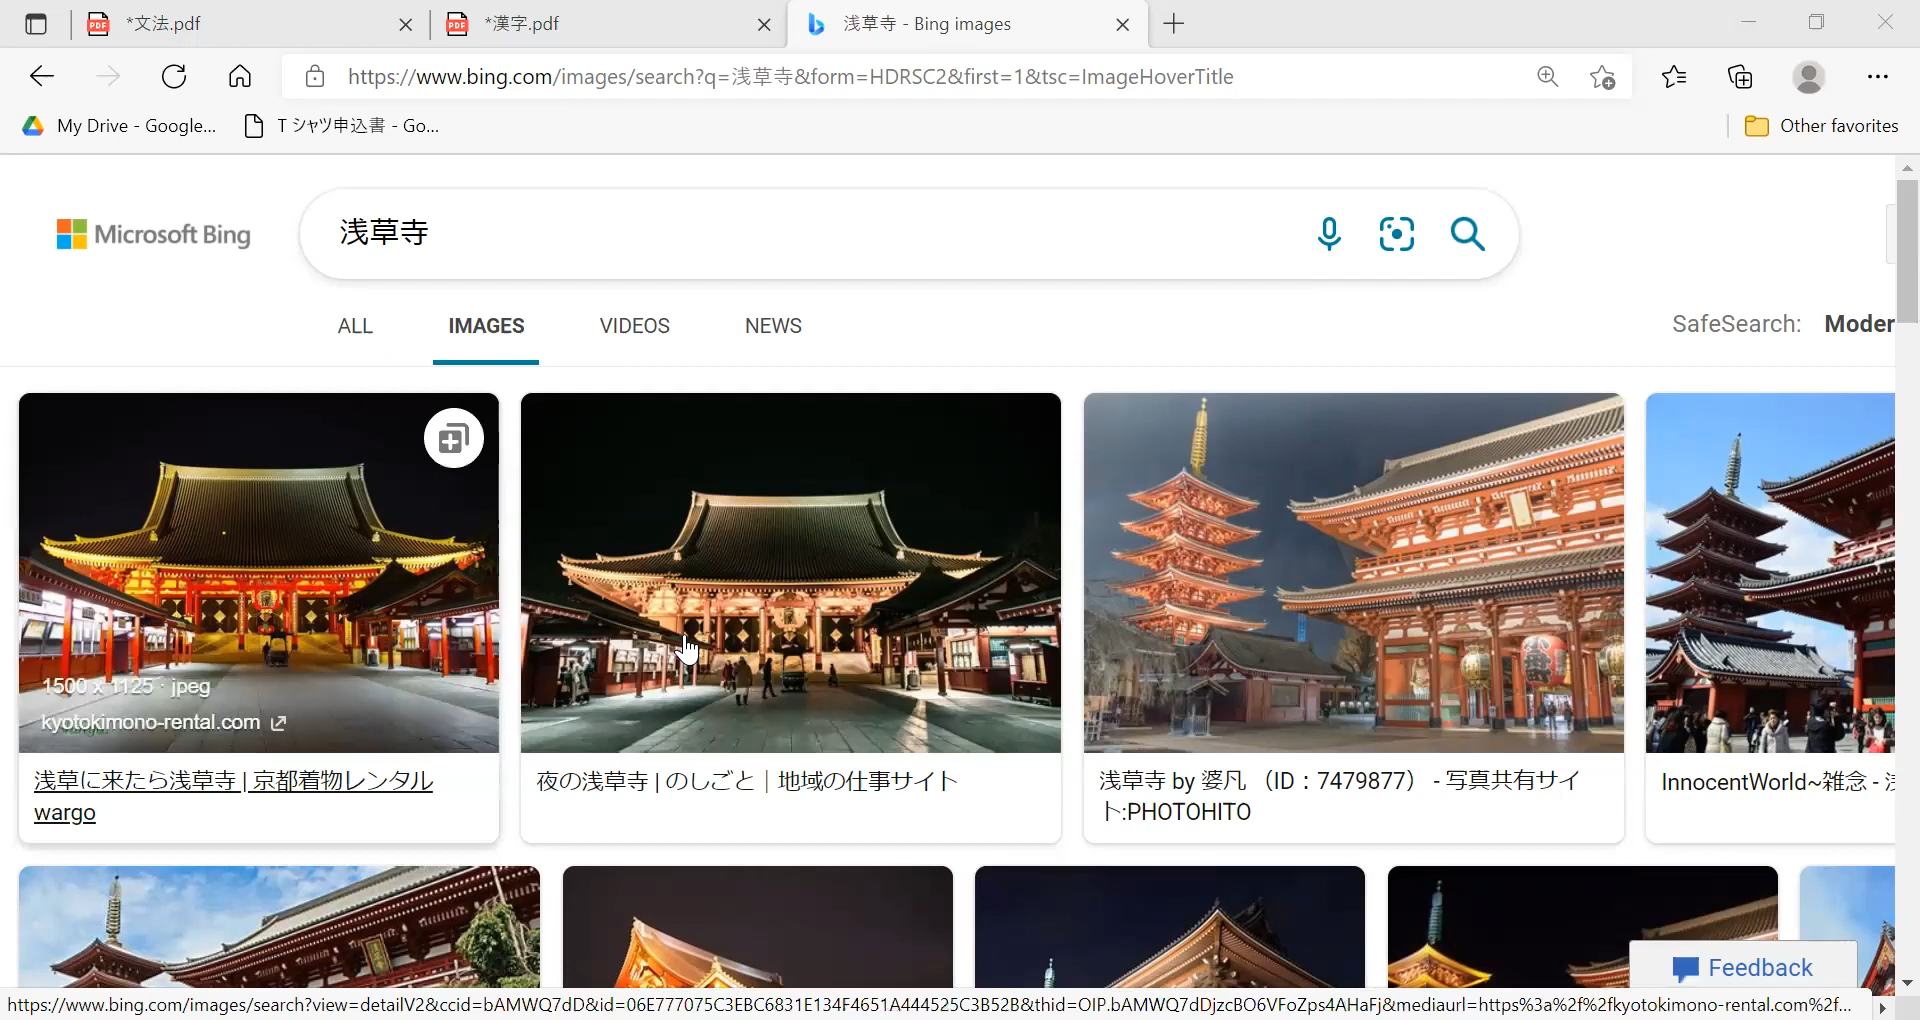 *文法.pdf
*漢字.pdf
浅草寺 - Bing images
https://www.bing.com/images/search?q=浅草寺&form=HDRSC2&first=1&tsc=ImageHoverTitle
My Drive - Google...
Tシャツ申込書 - Go...
Other favorites
Microsoft Bing
浅草寺
ALL
IMAGES
VIDEOS
NEWS
SafeSearch:
Moder
1500 x 1125 · jpeg
kyotokimono-rental.com
浅草に来たら浅草寺 | 京都着物レンタル
wargo
夜の浅草寺 | のしごと｜地域の仕事サイト
浅草寺 by 婆凡 （ID：7479877） - 写真共有サイ
ト:PHOTOHITO
InnocentWorld~雑念 - 浅
Feedback
https://www.bing.com/images/search?view=detailV2&ccid=bAMWQ7dD&id=06E777075C3EBC6831E134F4651A444525C3B52B&thid=OIP.bAMWQ7dDjzcBO6VFoZps4AHaFj&mediaurl=https%3a%2f%2fkyotokimono-rental.com%2f...